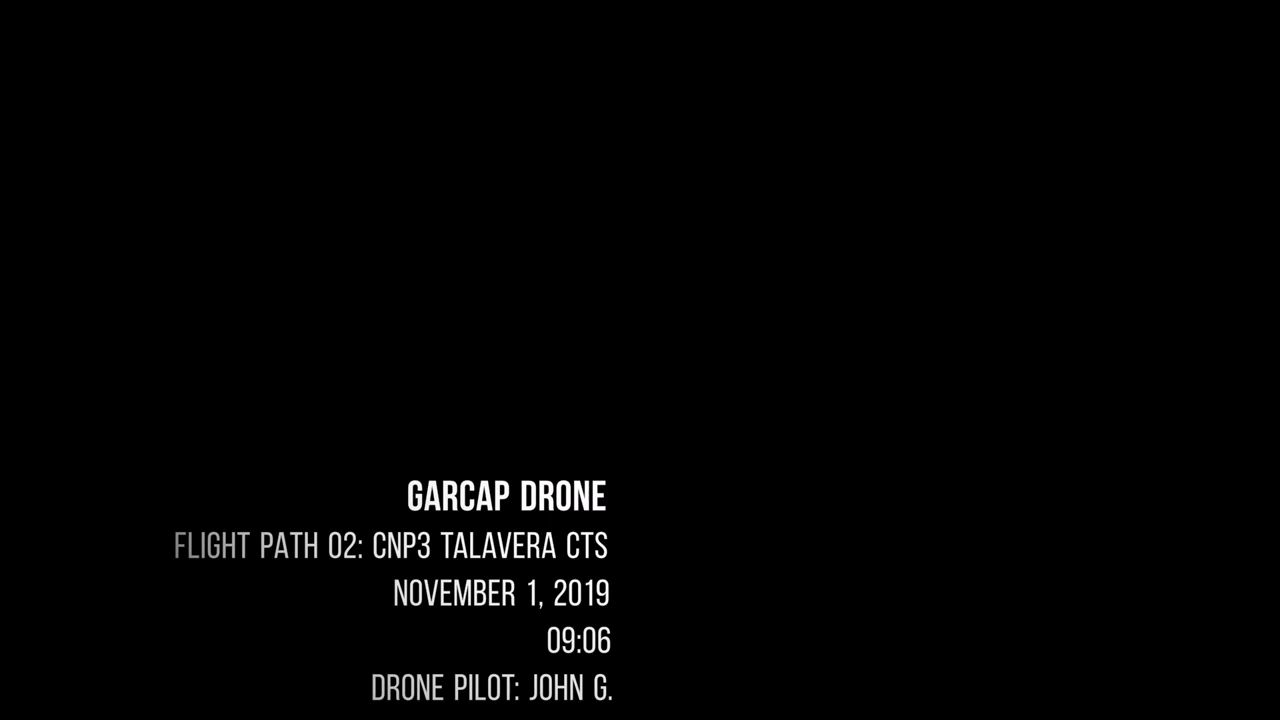 GARCAP DRONE
FLIGHT PATH 02: CNP3 TALAVERA CTS
NOVEMBER 1, 2019
09:06
DRONE PILOT: JOHN G.